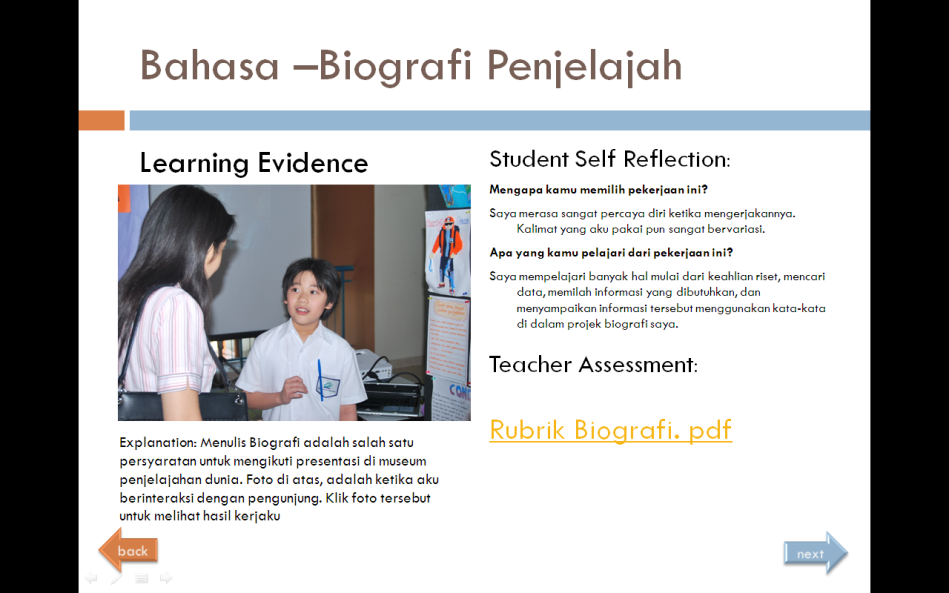 Bahasa –Biografi Penjelajah
Learning Evidence
Explanation: Menulis Biografi adalah salah satu
persyaratan untuk mengikuti presentasi di museum
penjelajahan dunia. Foto di atas, adalah ketika aku
berinteraksi dengan pengunjung. Klik foto tersebut
untuk melihat hasil kerjaku
Student Self Reflection:
Mengapa kamu memilih pekerjaan ini?
Saya merasa sangat percaya diri ketika mengerjakannya.
Kalimat yang aku pakai pun sangat bervariasi.
Apa yang kamu pelajari dari pekerjaan ini?
Saya mempelajari banyak hal mulai dari keahlian riset, mencari
data, memilah informasi yang dibutuhkan, dan
menyampaikan informasi tersebut menggunakan kata-kata
di dalam projek biografi saya.
Teacher Assessment:
Rubrik Biografi. pdf
back
next